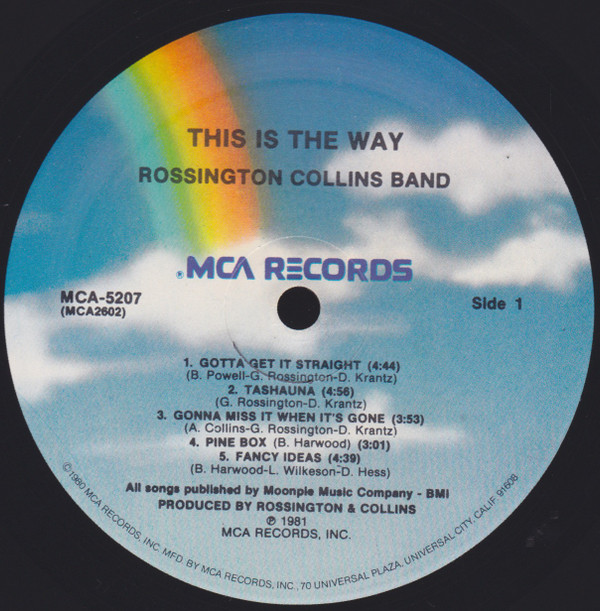 THIS IS THE WAY
ROSSINGTON COLLINS BAND
®MCA RECORDS
MCA-5207
(MCA2602)
Side 1
1. GOTTA GET IT STRAIGHT (4:44)
(B. Powell-G. Rossington-D. Krantz)
2. TASHAUNA (4:56)
(G. Rossington-D. Krantz)
3. GONNA MISS IT WHEN IT'S GONE (3:53)
(A. Collins-G. Rossington-D. Krantz)
4. PINE BOX (B. Harwood) (3:01)
5. FANCY IDEAS (4:39)
(B. Harwood-L. Wilkeson-D. Hess)
All songs published by Moonpie Music Company - BMI
PRODUCED BY ROSSINGTON & COLLINS
℗ 1981
MCA RECORDS, INC.
©1980 MCA RECORDS, INC. MFD. BY MCA RECORDS, INC., 70 UNIVERSAL PLAZA, UNIVERSAL CITY, CALIF. 91608